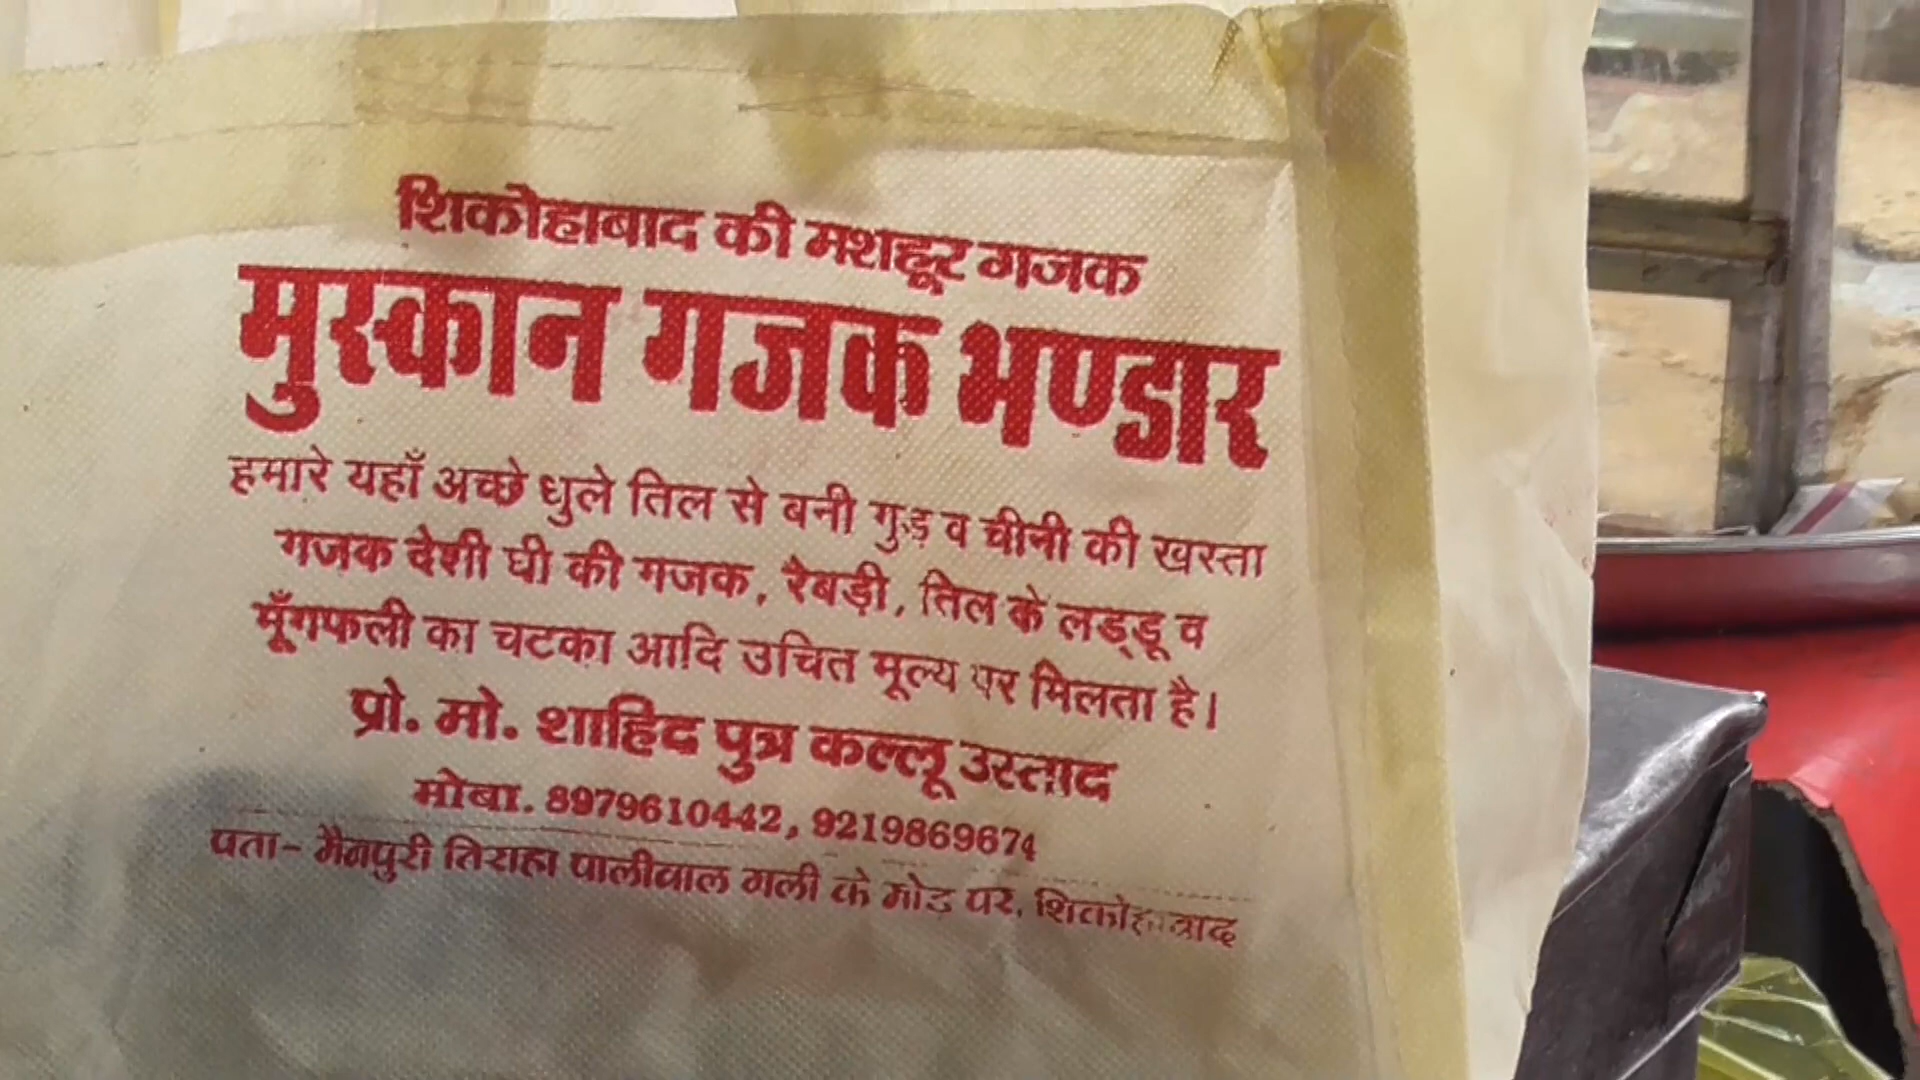 शिकोहाबाद की मशहूर गजक
मुस्कान गजक भण्डार
हमारे यहाँ अच्छे धुले तिल से बनी गुड़ व चीनी की खस्ता
गजक देशी घी की गजक, रेबड़ी, तिल के लड्डू व
मूँगफली का चटका आदि उचित मूल्य पर मिलता है।
प्रो. मो. शाहिद पुत्र कल्लू उस्ताद
मोबा. 8979610442, 9219869674
पता- मैनपुरी तिराहा पालीवाल गली के मोड़ पर, शिकोहाबाद